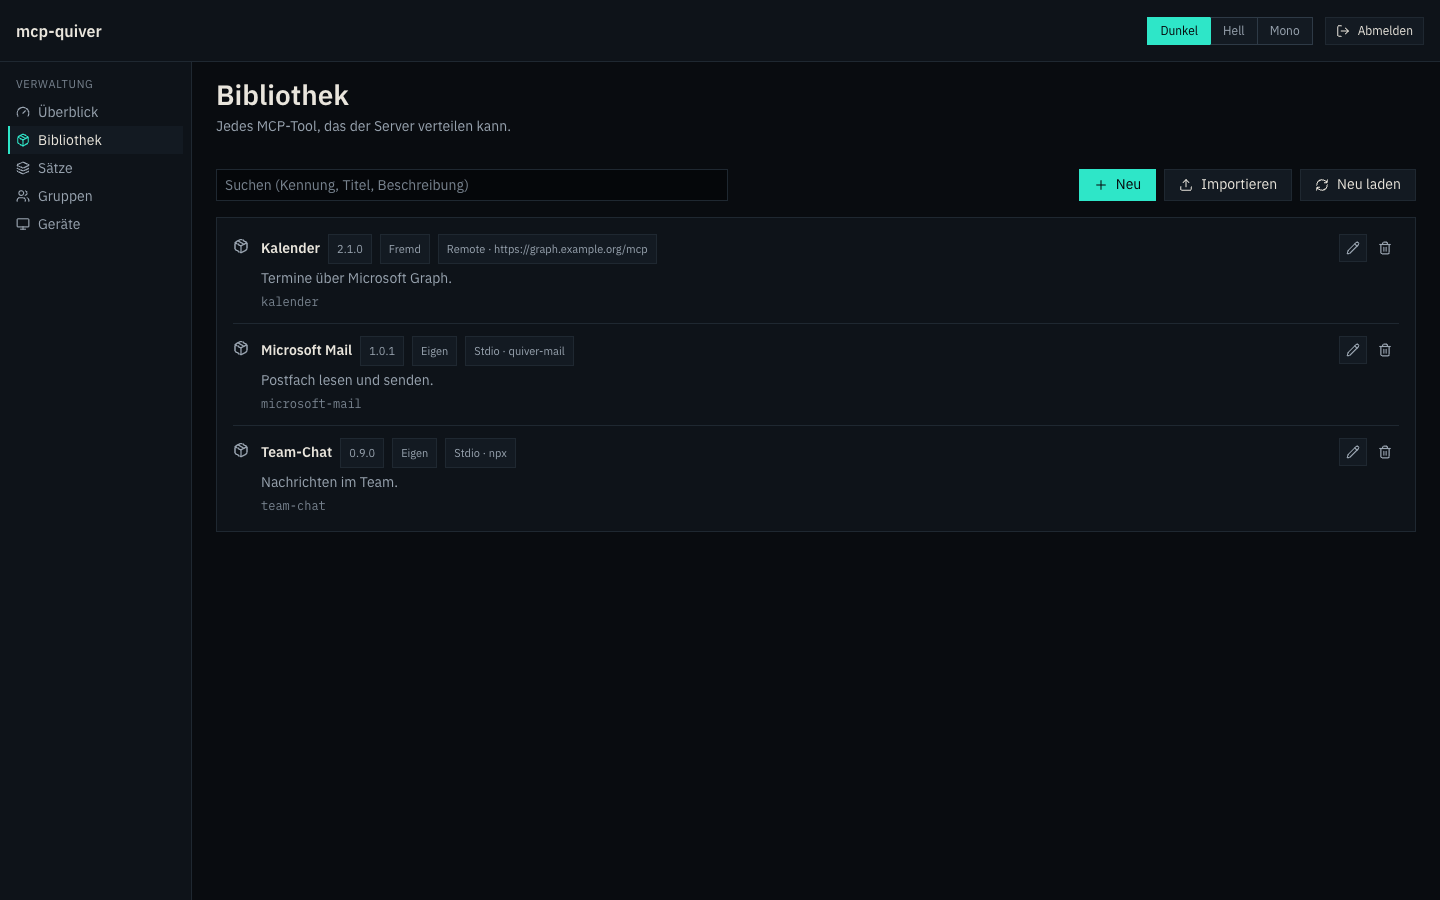 mcp-quiver
Dunkel Hell Mono Abmelden
VERWALTUNG
Überblick
Bibliothek
Sätze
Gruppen
Geräte
Bibliothek
Jedes MCP-Tool, das der Server verteilen kann.
Suchen (Kennung, Titel, Beschreibung)
Neu Importieren Neu laden
Kalender 2.1.0 Fremd Remote · https://graph.example.org/mcp
Termine über Microsoft Graph.
kalender
Microsoft Mail 1.0.1 Eigen Stdio · quiver-mail
Postfach lesen und senden.
microsoft-mail
Team-Chat 0.9.0 Eigen Stdio · npx
Nachrichten im Team.
team-chat